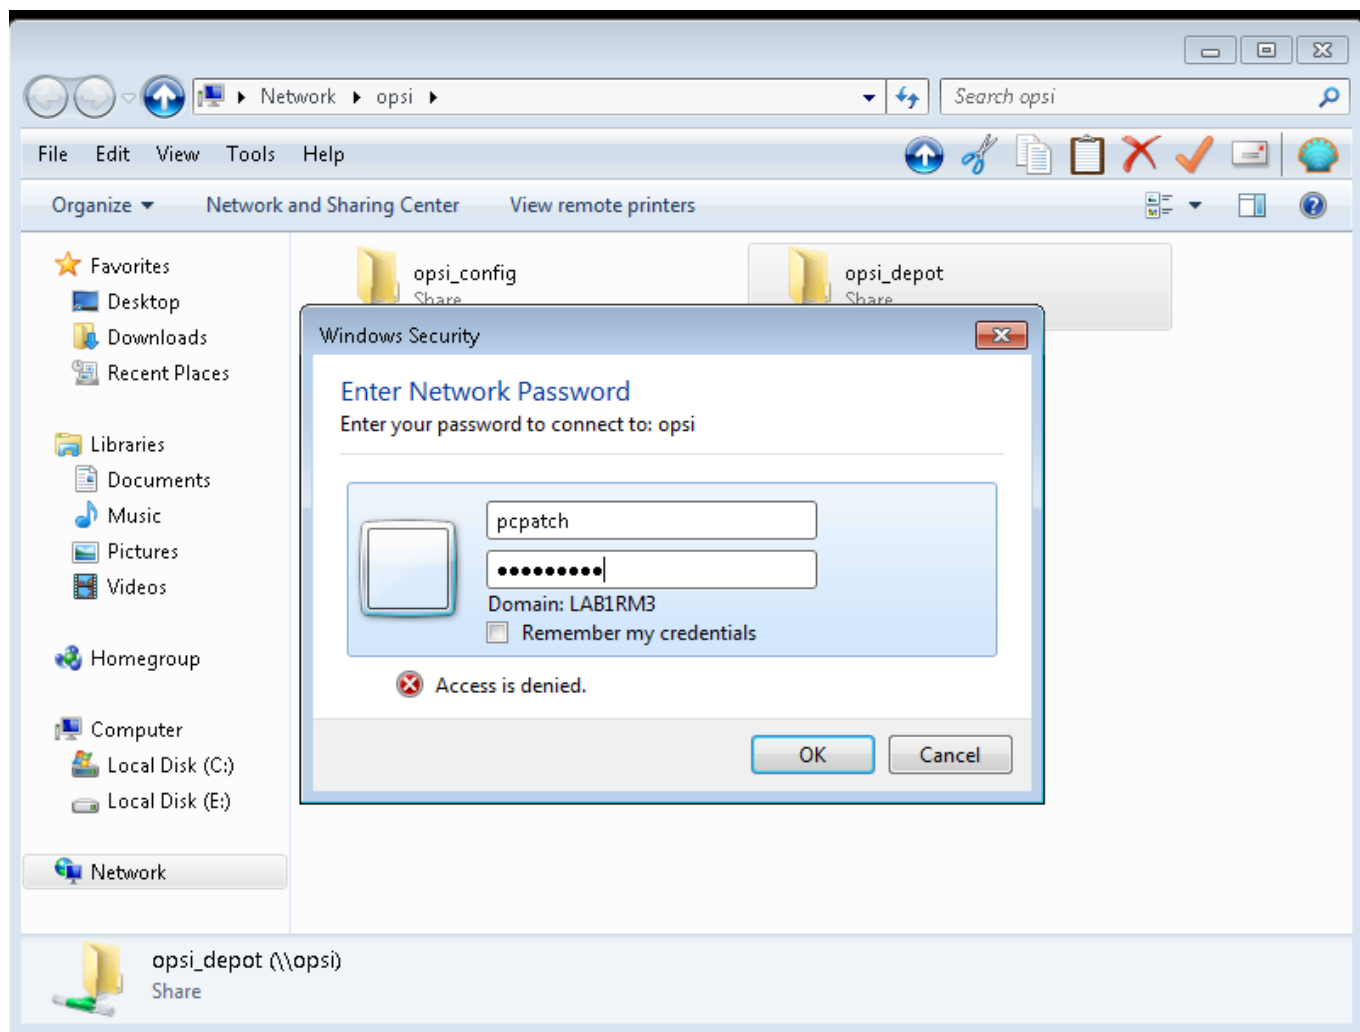 Network opsi
Search opsi
File Edit View Tools Help
Organize Network and Sharing Center View remote printers
Favorites
Desktop
Downloads
Recent Places
Libraries
Documents
Music
Pictures
Videos
Homegroup
Computer
Local Disk (C:)
Local Disk (E:)
Network
opsi_config
Share
opsi_depot
Share
Windows Security
Enter Network Password
Enter your password to connect to: opsi
pcpatch
•••••••••
Domain: LAB1RM3
Remember my credentials
Access is denied.
OK Cancel
opsi_depot (\\opsi)
Share